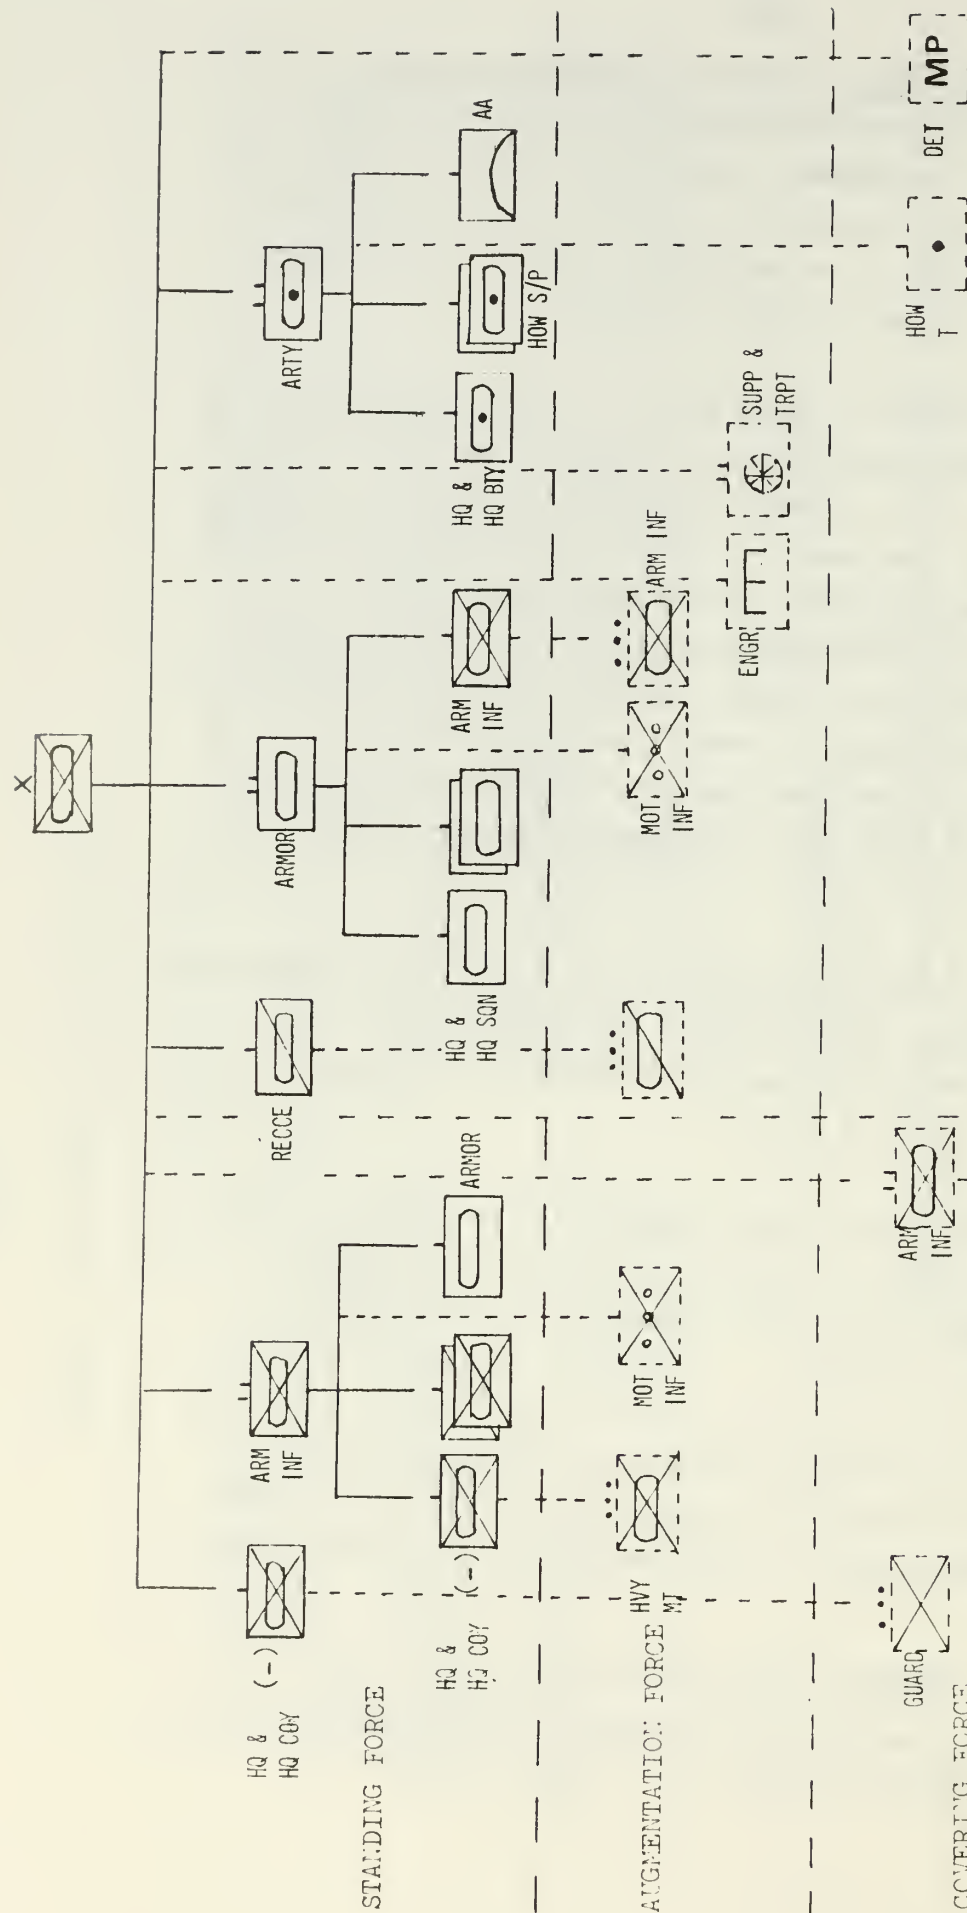 X
HQ &
HQ COY
(-)
ARM
INF
RECCE
ARMOR
ARTY
STANDING FORCE
HQ &
HQ COY
(-)
ARMOR
HQ &
HQ SQN
ARM
INF
HQ &
HQ BTY
HOW S/P
AA
AUGMENTATION FORCE
HVY
MT
MOT
INF
MOT
INF
ARM INF
ENGR
SUPP &
TRPT
COVERING FORCE
GUARD
ARM
INF
HOW
T
DET
MP